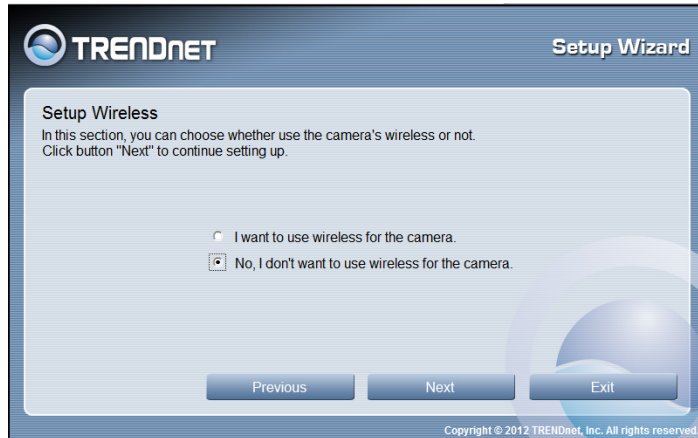 TRENDNET
Setup Wizard
Setup Wireless
In this section, you can choose whether use the camera's wireless or not.
Click button "Next" to continue setting up.
I want to use wireless for the camera.
No, I don't want to use wireless for the camera.
Previous
Next
Exit
Copyright © 2012 TRENDnet, Inc. All rights reserved